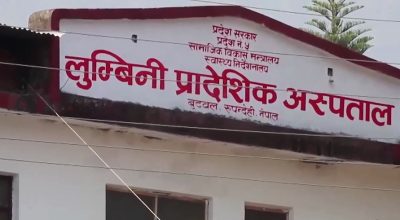 प्रदेश सरकार
प्रदेश नं. ५
सामाजिक विकास मन्त्रालय
स्वास्थ्य निर्देशनालय
लुम्बिनी प्रादेशिक अस्पताल
बुटवल, रुपन्देही, नेपाल